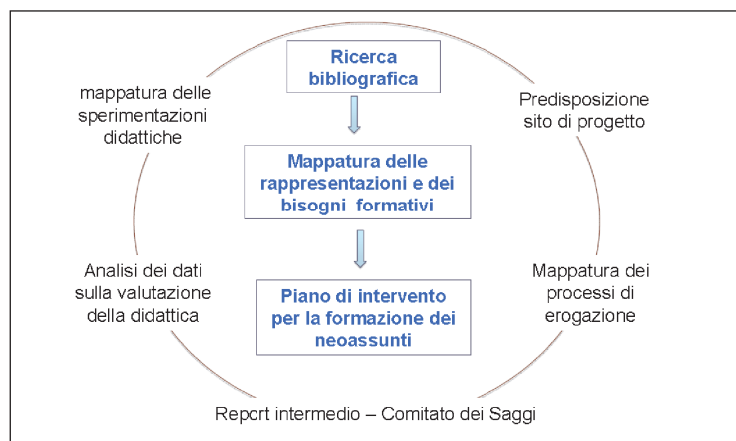 Ricerca
bibliografica
mappatura delle
sperimentazioni
didattiche
Predisposizione
sito di progetto
Mappatura delle
rappresentazioni e dei
bisogni formativi
Analisi dei dati
sulla valutazione
della didattica
Piano di intervento
per la formazione dei
neoassunti
Mappatura dei
processi di
erogazione
Report intermedio – Comitato dei Saggi